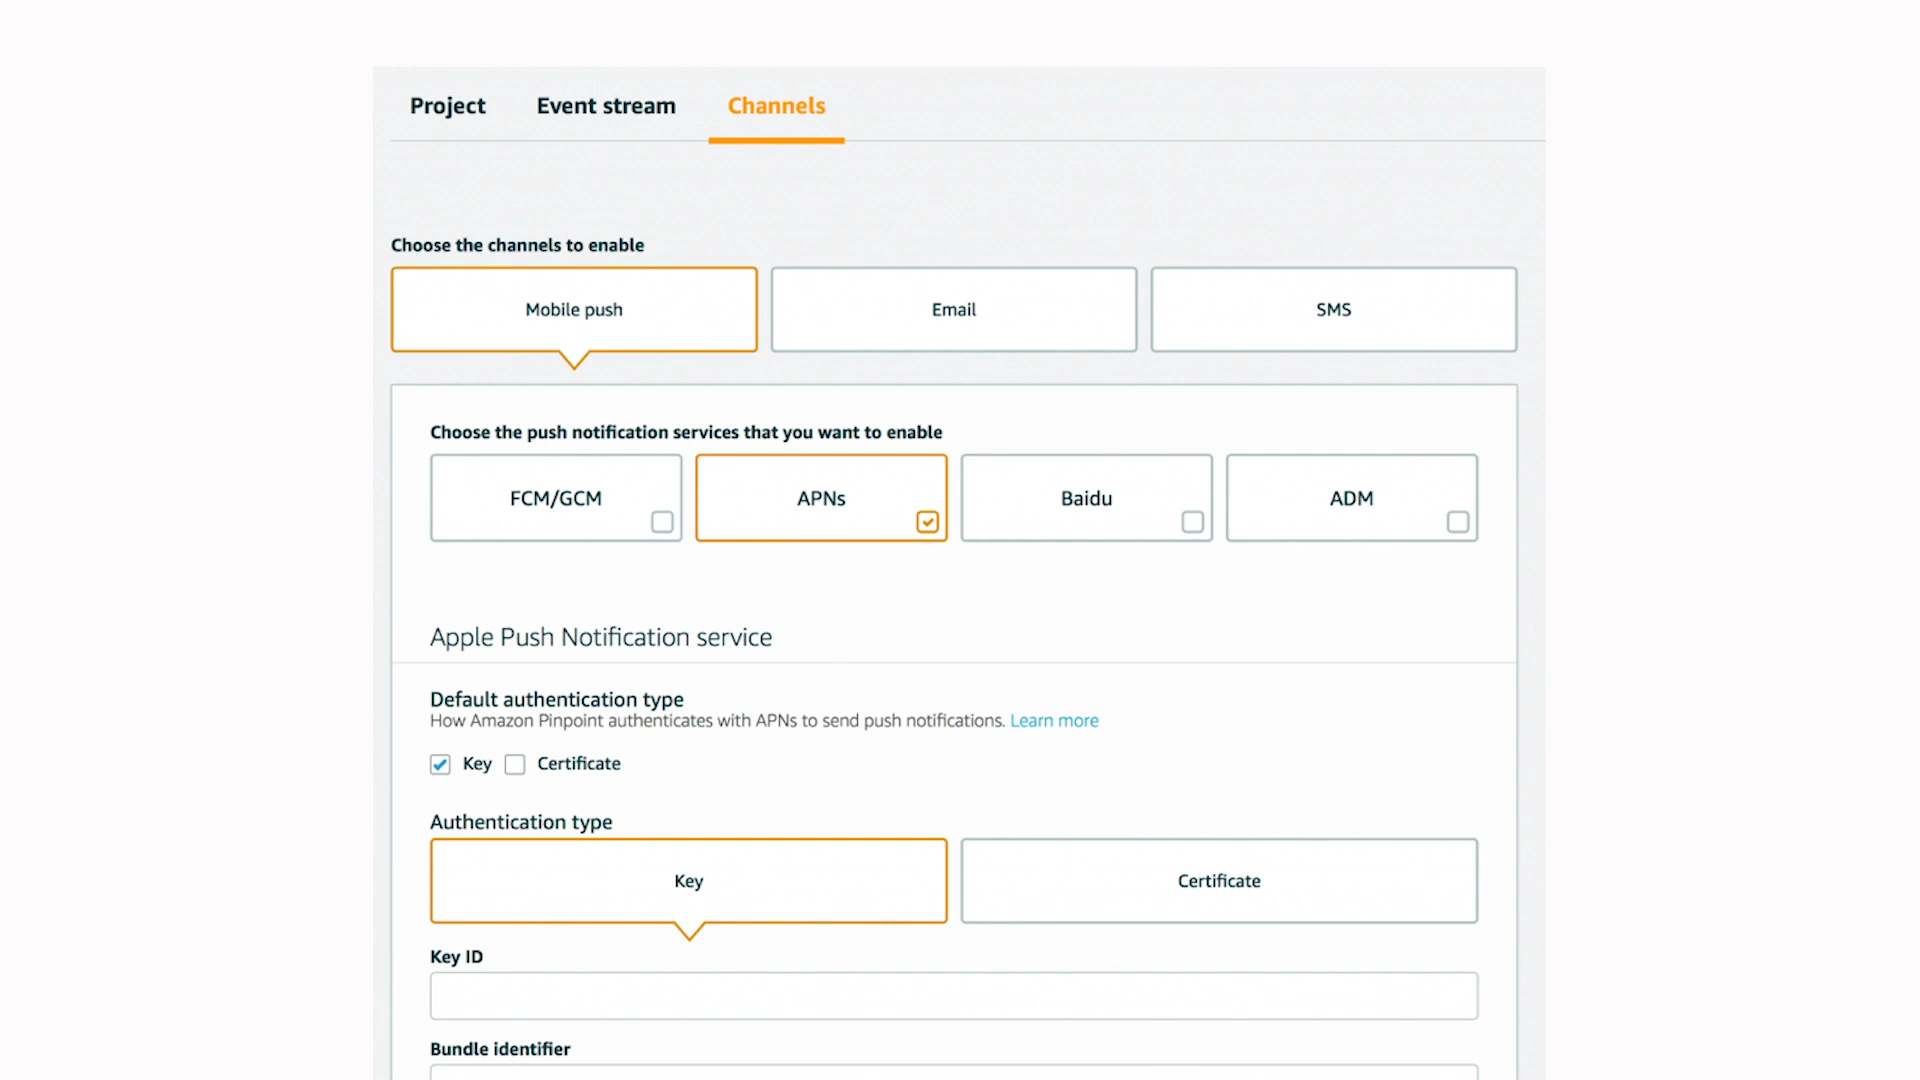 Project Event stream Channels
Choose the channels to enable
Mobile push Email SMS
Choose the push notification services that you want to enable
FCM/GCM APNs Baidu ADM
Apple Push Notification service
Default authentication type
How Amazon Pinpoint authenticates with APNs to send push notifications. Learn more
Key Certificate
Authentication type
Key Certificate
Key ID
Bundle identifier